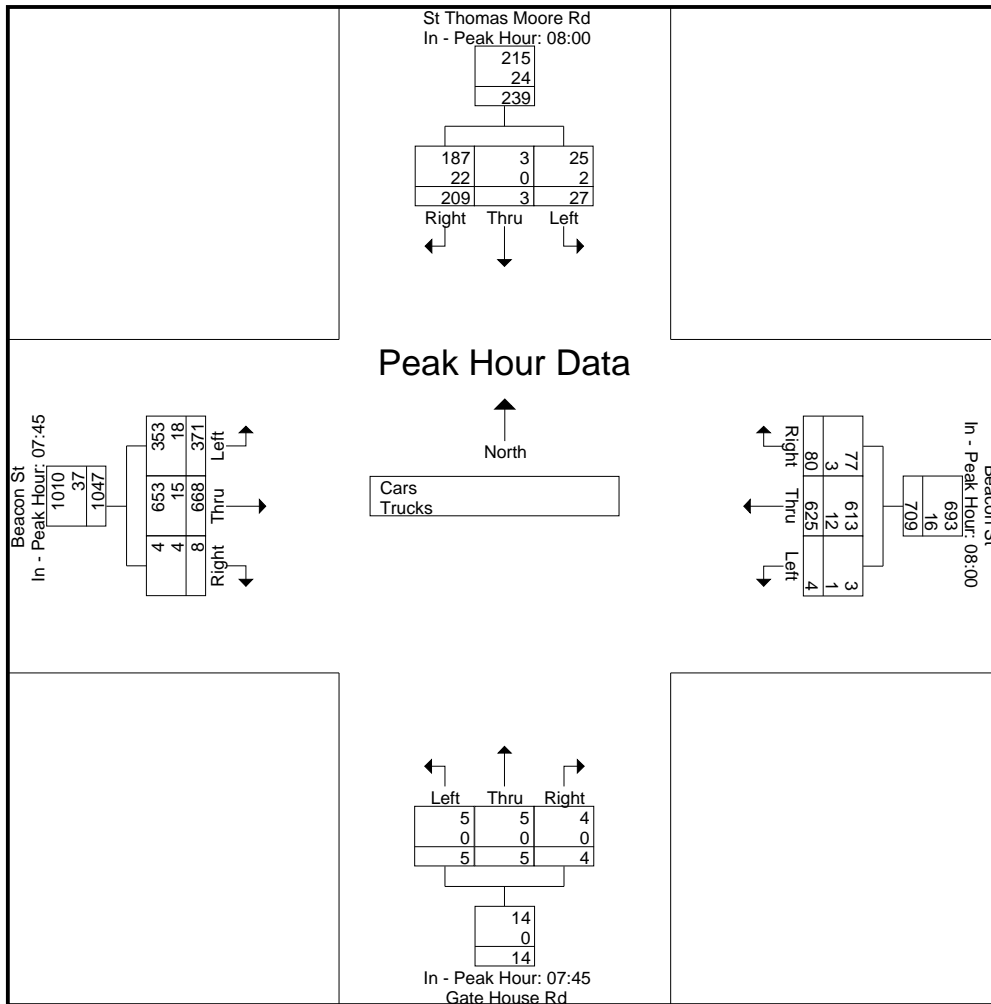 St Thomas Moore Rd
In - Peak Hour: 08:00
215
24
239
187 3 25
22 0 2
209 3 27
Right Thru Left
Peak Hour Data
North
Cars
Trucks
Beacon St
In - Peak Hour: 07:45
1010
37
1047
353 653 4
18 15 4
371 668 8
Left Thru Right
Beacon St
In - Peak Hour: 08:00
693
16
709
77 613 3
3 12 1
80 625 4
Right Thru Left
Left Thru Right
5 5 4
0 0 0
5 5 4
14
0
14
In - Peak Hour: 07:45
Gate House Rd